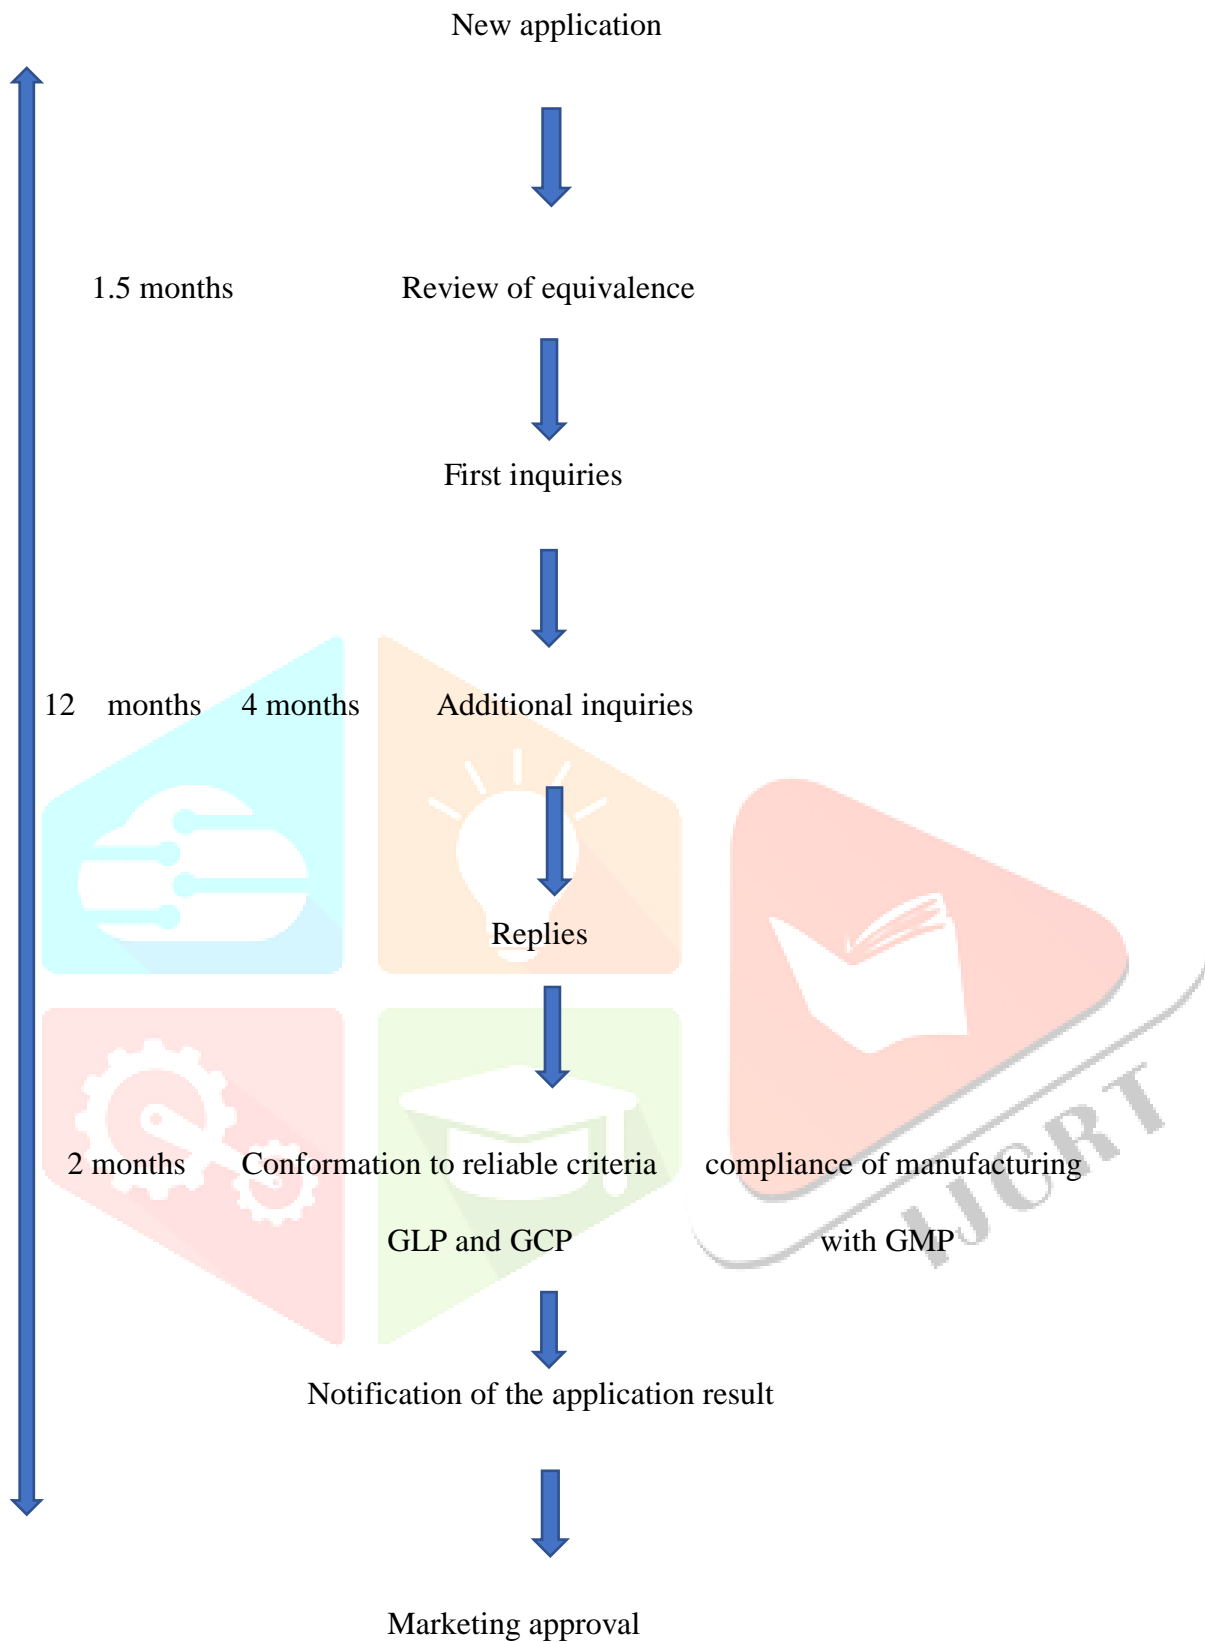 New application
1.5 months Review of equivalence
First inquiries
12 months 4 months Additional inquiries
Replies
2 months Conformation to reliable criteria compliance of manufacturing
GLP and GCP with GMP
IJCRT
Notification of the application result
Marketing approval